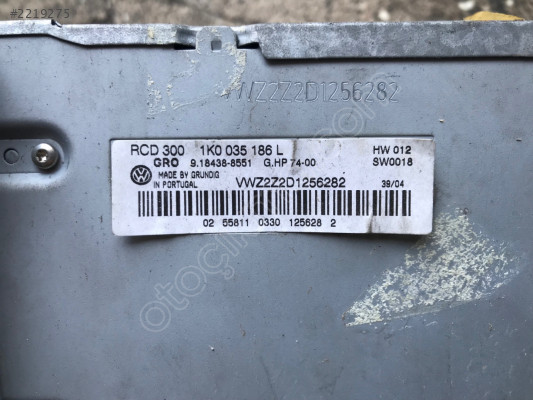 #2219275
VWZ2Z2D1256282
RCD 300 1K0 035 186 L HW 012
GRO 9.18438-8551 G.HP 74-00 SW0018
MADE BY GRUNDIG
IN PORTUGAL
VWZ2Z2D1256282 39/04
02 55811 0330 125628 2